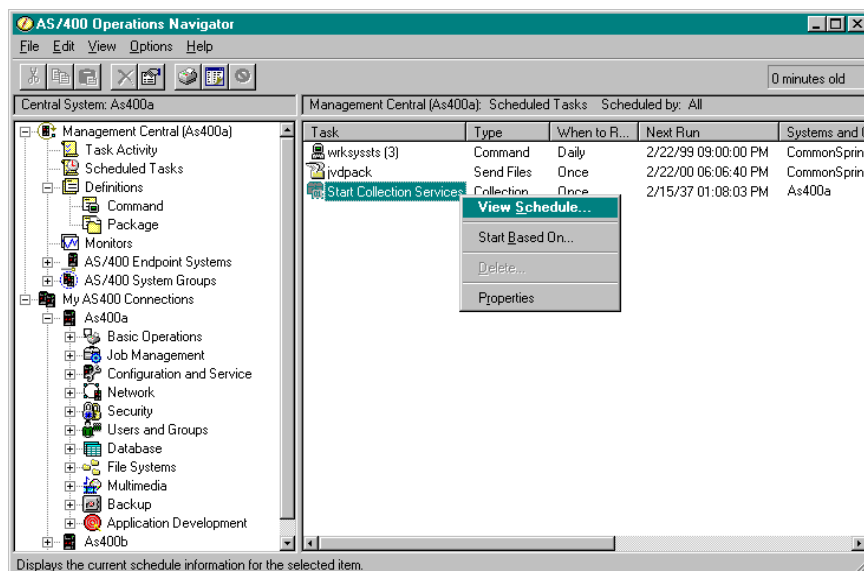 AS/400 Operations Navigator
File Edit View Options Help
0 minutes old
Central System: As400a
Management Central (As400a): Scheduled Tasks Scheduled by: All
Management Central (As400a)
Task Activity
Scheduled Tasks
Definitions
Command
Package
Monitors
AS/400 Endpoint Systems
AS/400 System Groups
My AS400 Connections
As400a
Basic Operations
Job Management
Configuration and Service
Network
Security
Users and Groups
Database
File Systems
Multimedia
Backup
Application Development
As400b
Task Type When to R... Next Run Systems and
wrksyssts (3) Command Daily 2/22/99 09:00:00 PM CommonSprin
jvdpack Send Files Once 2/22/00 06:06:40 PM CommonSprin
Start Collection Services Collection Once 2/15/37 01:08:03 PM As400a
View Schedule...
Start Based On...
Delete...
Properties
Displays the current schedule information for the selected item.